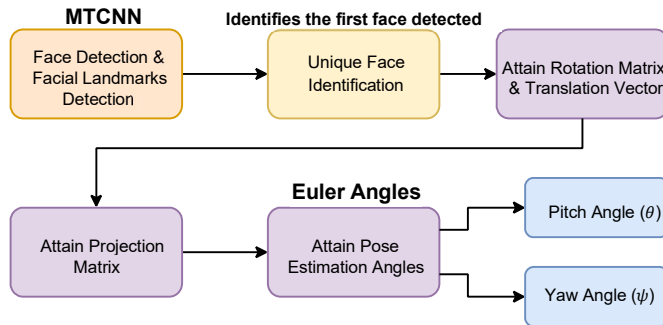 MTCNN
Identifies the first face detected
Face Detection &
Facial Landmarks
Detection
Unique Face
Identification
Attain Rotation Matrix
& Translation Vector
Euler Angles
Attain Projection
Matrix
Attain Pose
Estimation Angles
Pitch Angle (θ)
Yaw Angle (ψ)